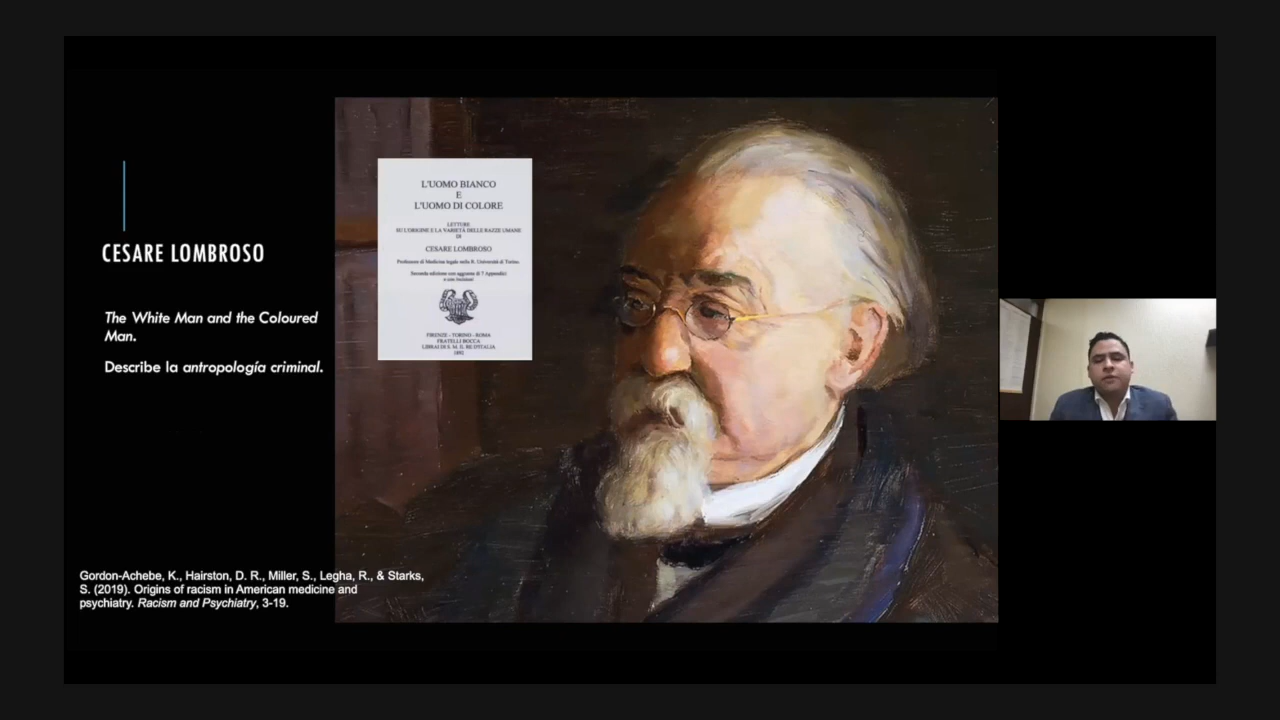 CESARE LOMBROSO
The White Man and the Coloured
Man.
Describe la antropología criminal.
L'UOMO BIANCO
E
L'UOMO DI COLORE
LETTURE
SU L'ORIGINE E LA VARIETÀ DELLE RAZZE UMANE
DI
CESARE LOMBROSO
Professore di Medicina legale nella R. Università di Torino.
Seconda edizione con aggiunta di 7 Appendici
e con incisioni
FIRENZE - TORINO - ROMA
FRATELLI BOCCA
LIBRAI DI S. M. IL RE D'ITALIA
1892
Gordon-Achebe, K., Hairston, D. R., Miller, S., Legha, R., & Starks,
S. (2019). Origins of racism in American medicine and
psychiatry. Racism and Psychiatry, 3-19.